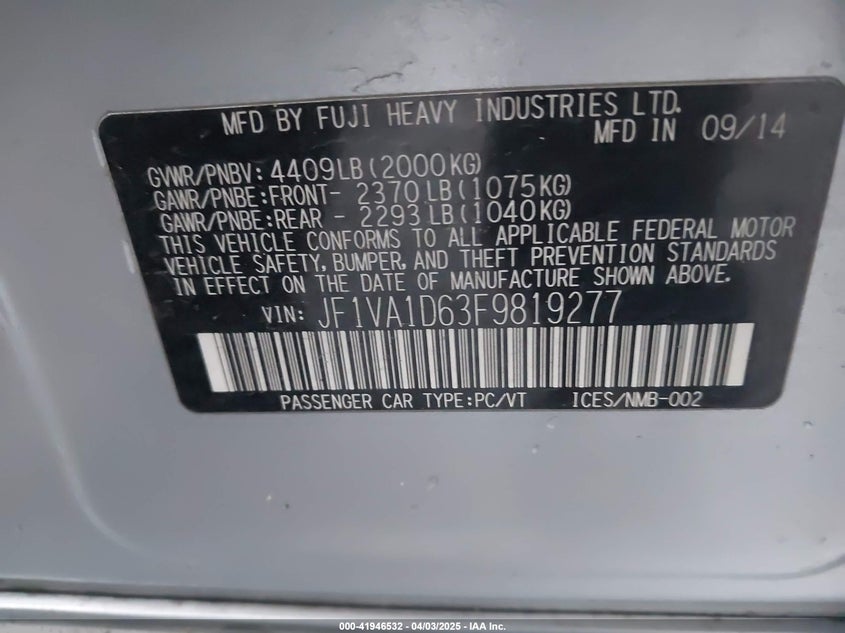 MFD BY FUJI HEAVY INDUSTRIES LTD.
MFD IN 09/14
GVWR/PNBV: 4409LB (2000KG)
GAWR/PNBE: FRONT- 2370LB (1075KG)
GAWR/PNBE: REAR - 2293LB (1040KG)
THIS VEHICLE CONFORMS TO ALL APPLICABLE FEDERAL MOTOR
VEHICLE SAFETY, BUMPER, AND THEFT PREVENTION STANDARDS
IN EFFECT ON THE DATE OF MANUFACTURE SHOWN ABOVE.
VIN: JF1VA1D63F9819277
PASSENGER CAR TYPE:PC/VT ICES/NMB-002
000-41946532 - 04/03/2025 - IAA Inc.